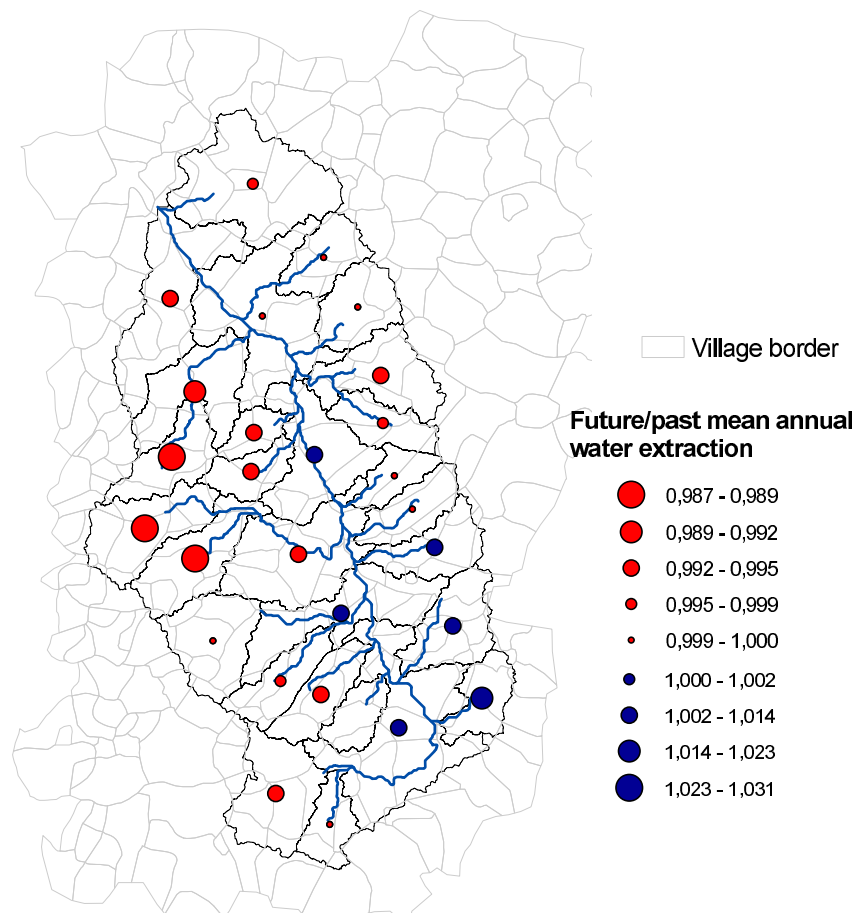 Village border
Future/past mean annual
water extraction
0,987 - 0,989
0,989 - 0,992
0,992 - 0,995
0,995 - 0,999
0,999 - 1,000
1,000 - 1,002
1,002 - 1,014
1,014 - 1,023
1,023 - 1,031